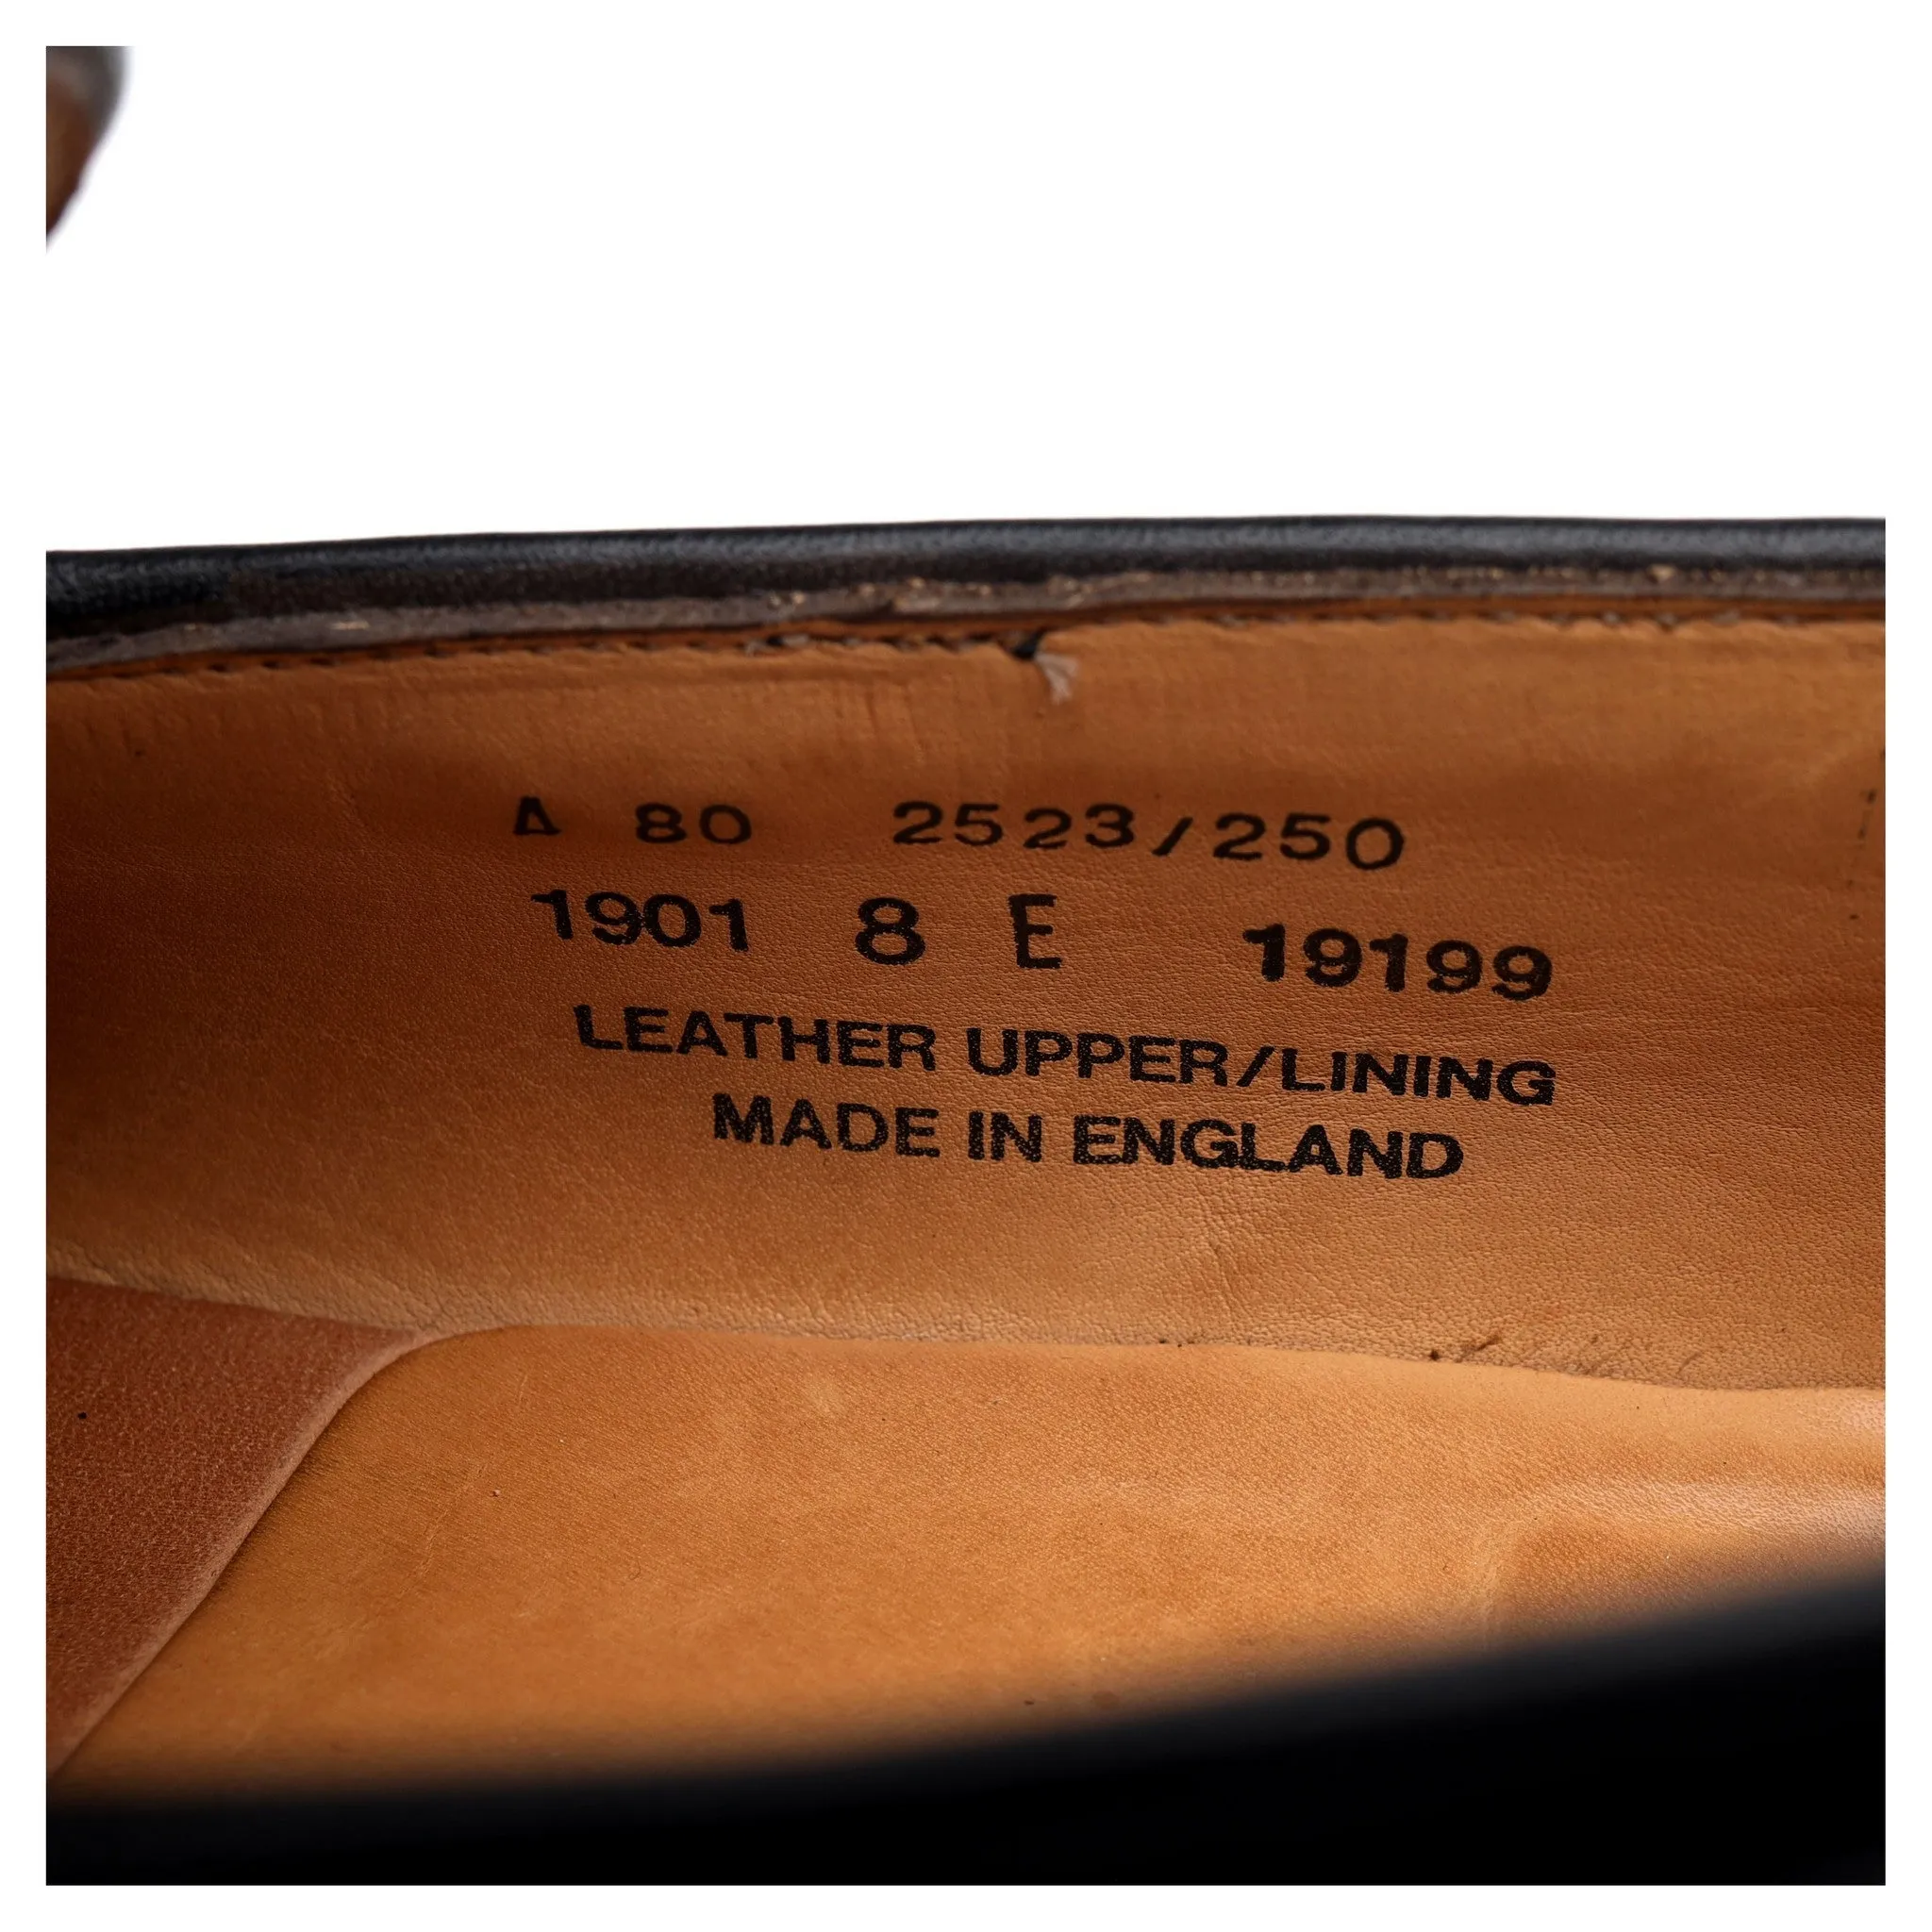 A 80 2523/250
1901 8 E 19199
LEATHER UPPER/LINING
MADE IN ENGLAND